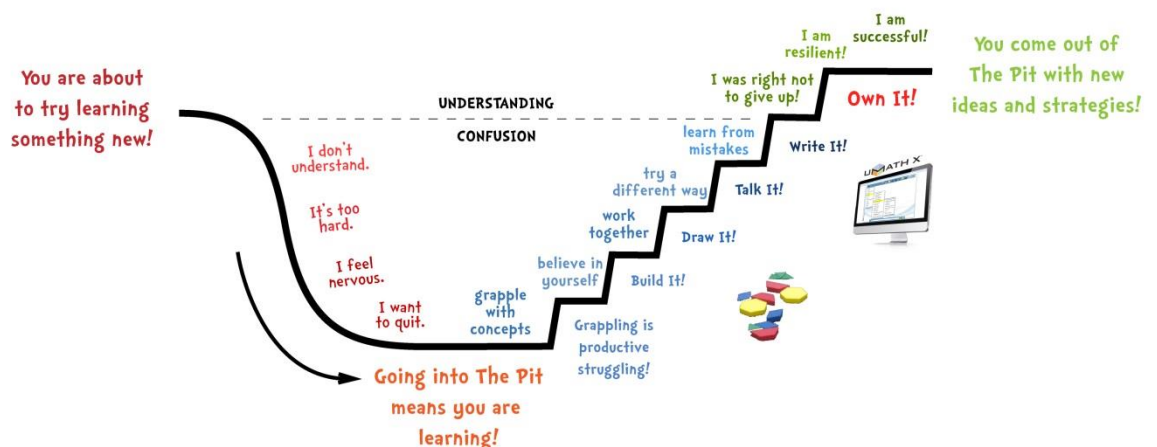 You are about
to try learning
something new!
UNDERSTANDING
CONFUSION
I don't
understand.
It's too
hard.
I feel
nervous.
I want
to quit.
Going into The Pit
means you are
learning!
grapple
with
concepts
Grappling is
productive
struggling!
believe in
yourself
Build It!
work
together
Draw It!
try a
different way
Talk It!
learn from
mistakes
Write It!
I was right not
to give up!
Own It!
I am
resilient!
I am
successful!
You come out of
The Pit with new
ideas and strategies!
uMATH X